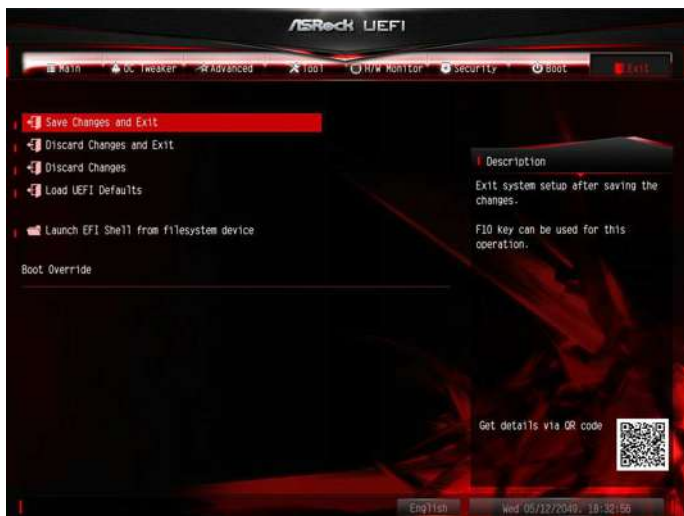 ASRock UEFI
Main OC Tweaker Advanced Tool H/W Monitor Security Boot Exit
Save Changes and Exit
Discard Changes and Exit
Discard Changes
Load UEFI Defaults
Launch EFI Shell from filesystem device
Boot Override
Description
Exit system setup after saving the
changes.
F10 key can be used for this
operation.
Get details via QR code
English Wed 05/12/2049. 18:32:56